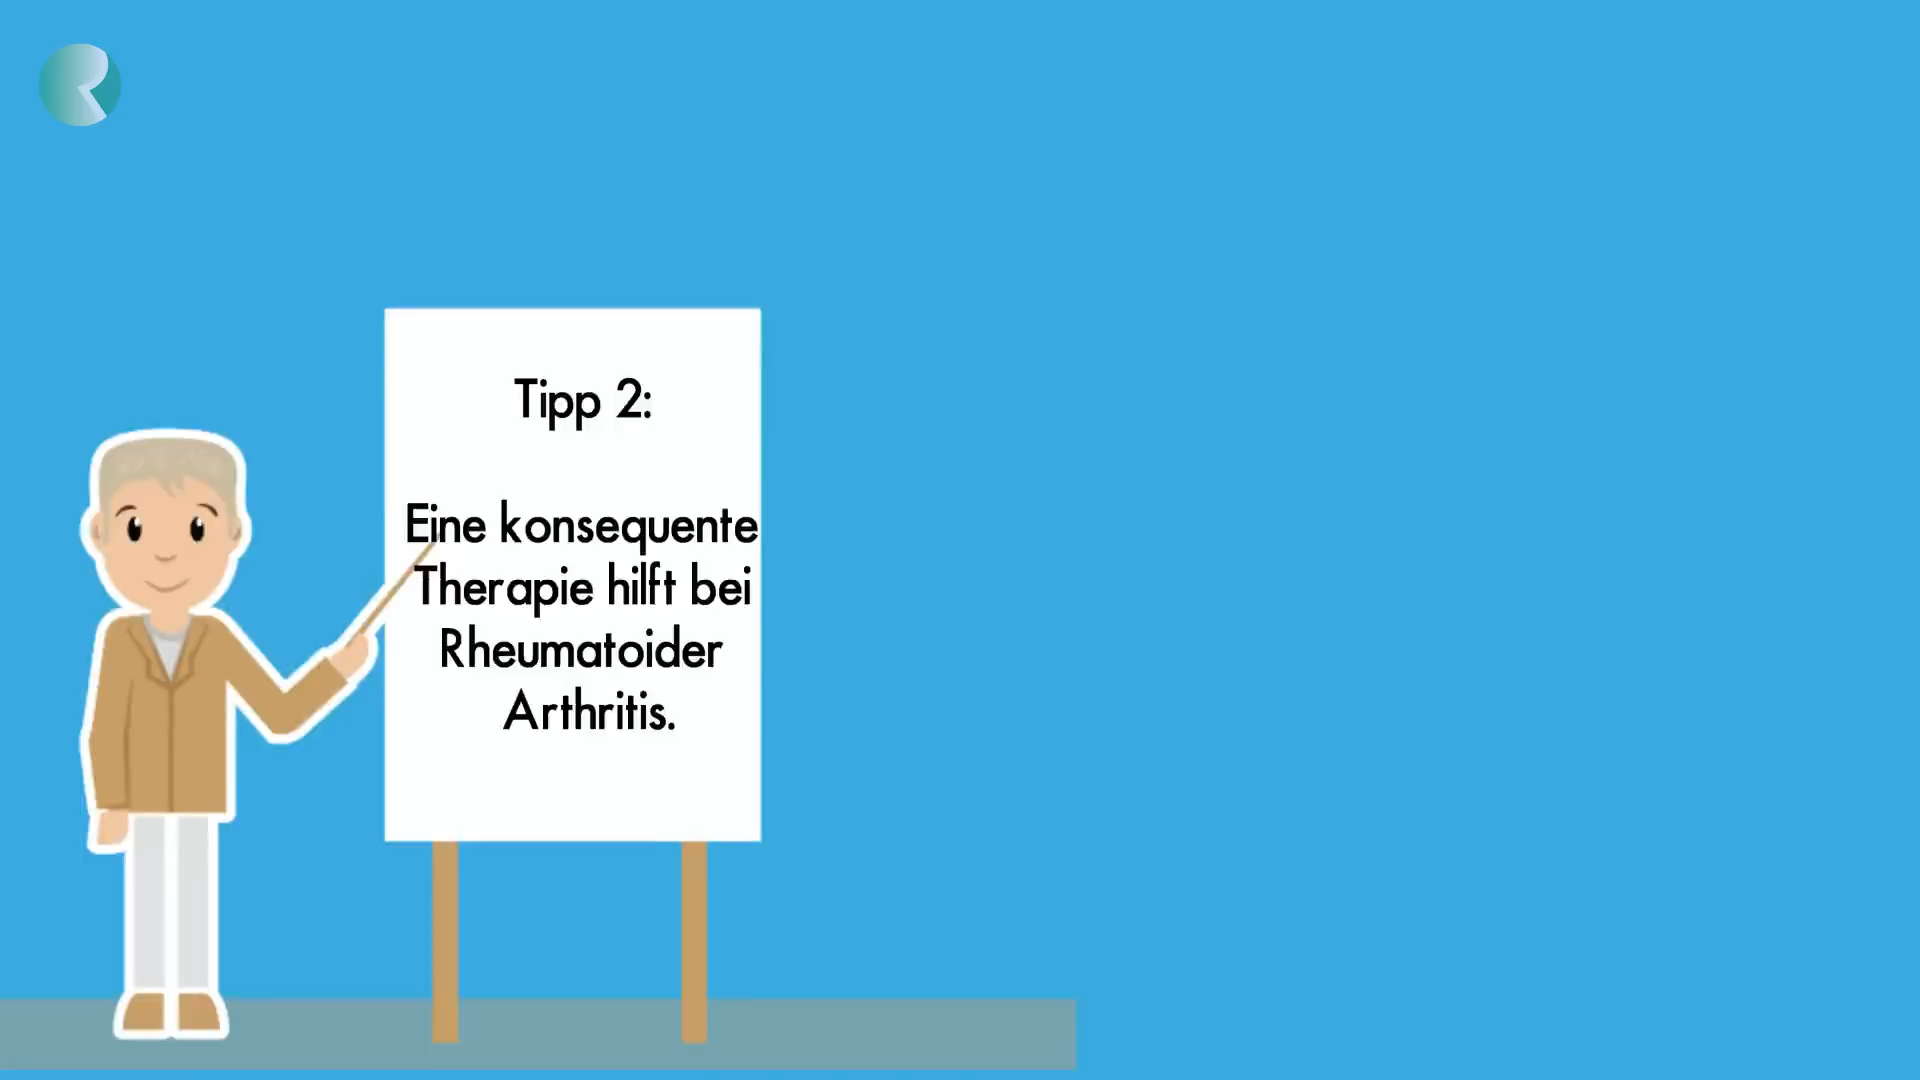 Tipp 2:
Eine konsequente
Therapie hilft bei
Rheumatoider
Arthritis.